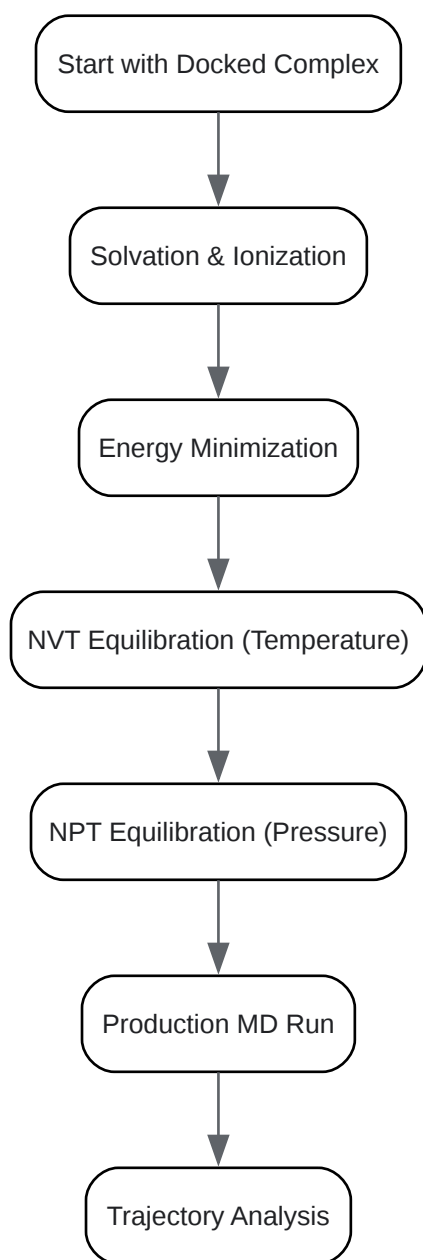 Start with Docked Complex
Solvation & Ionization
Energy Minimization
NVT Equilibration (Temperature)
NPT Equilibration (Pressure)
Production MD Run
Trajectory Analysis